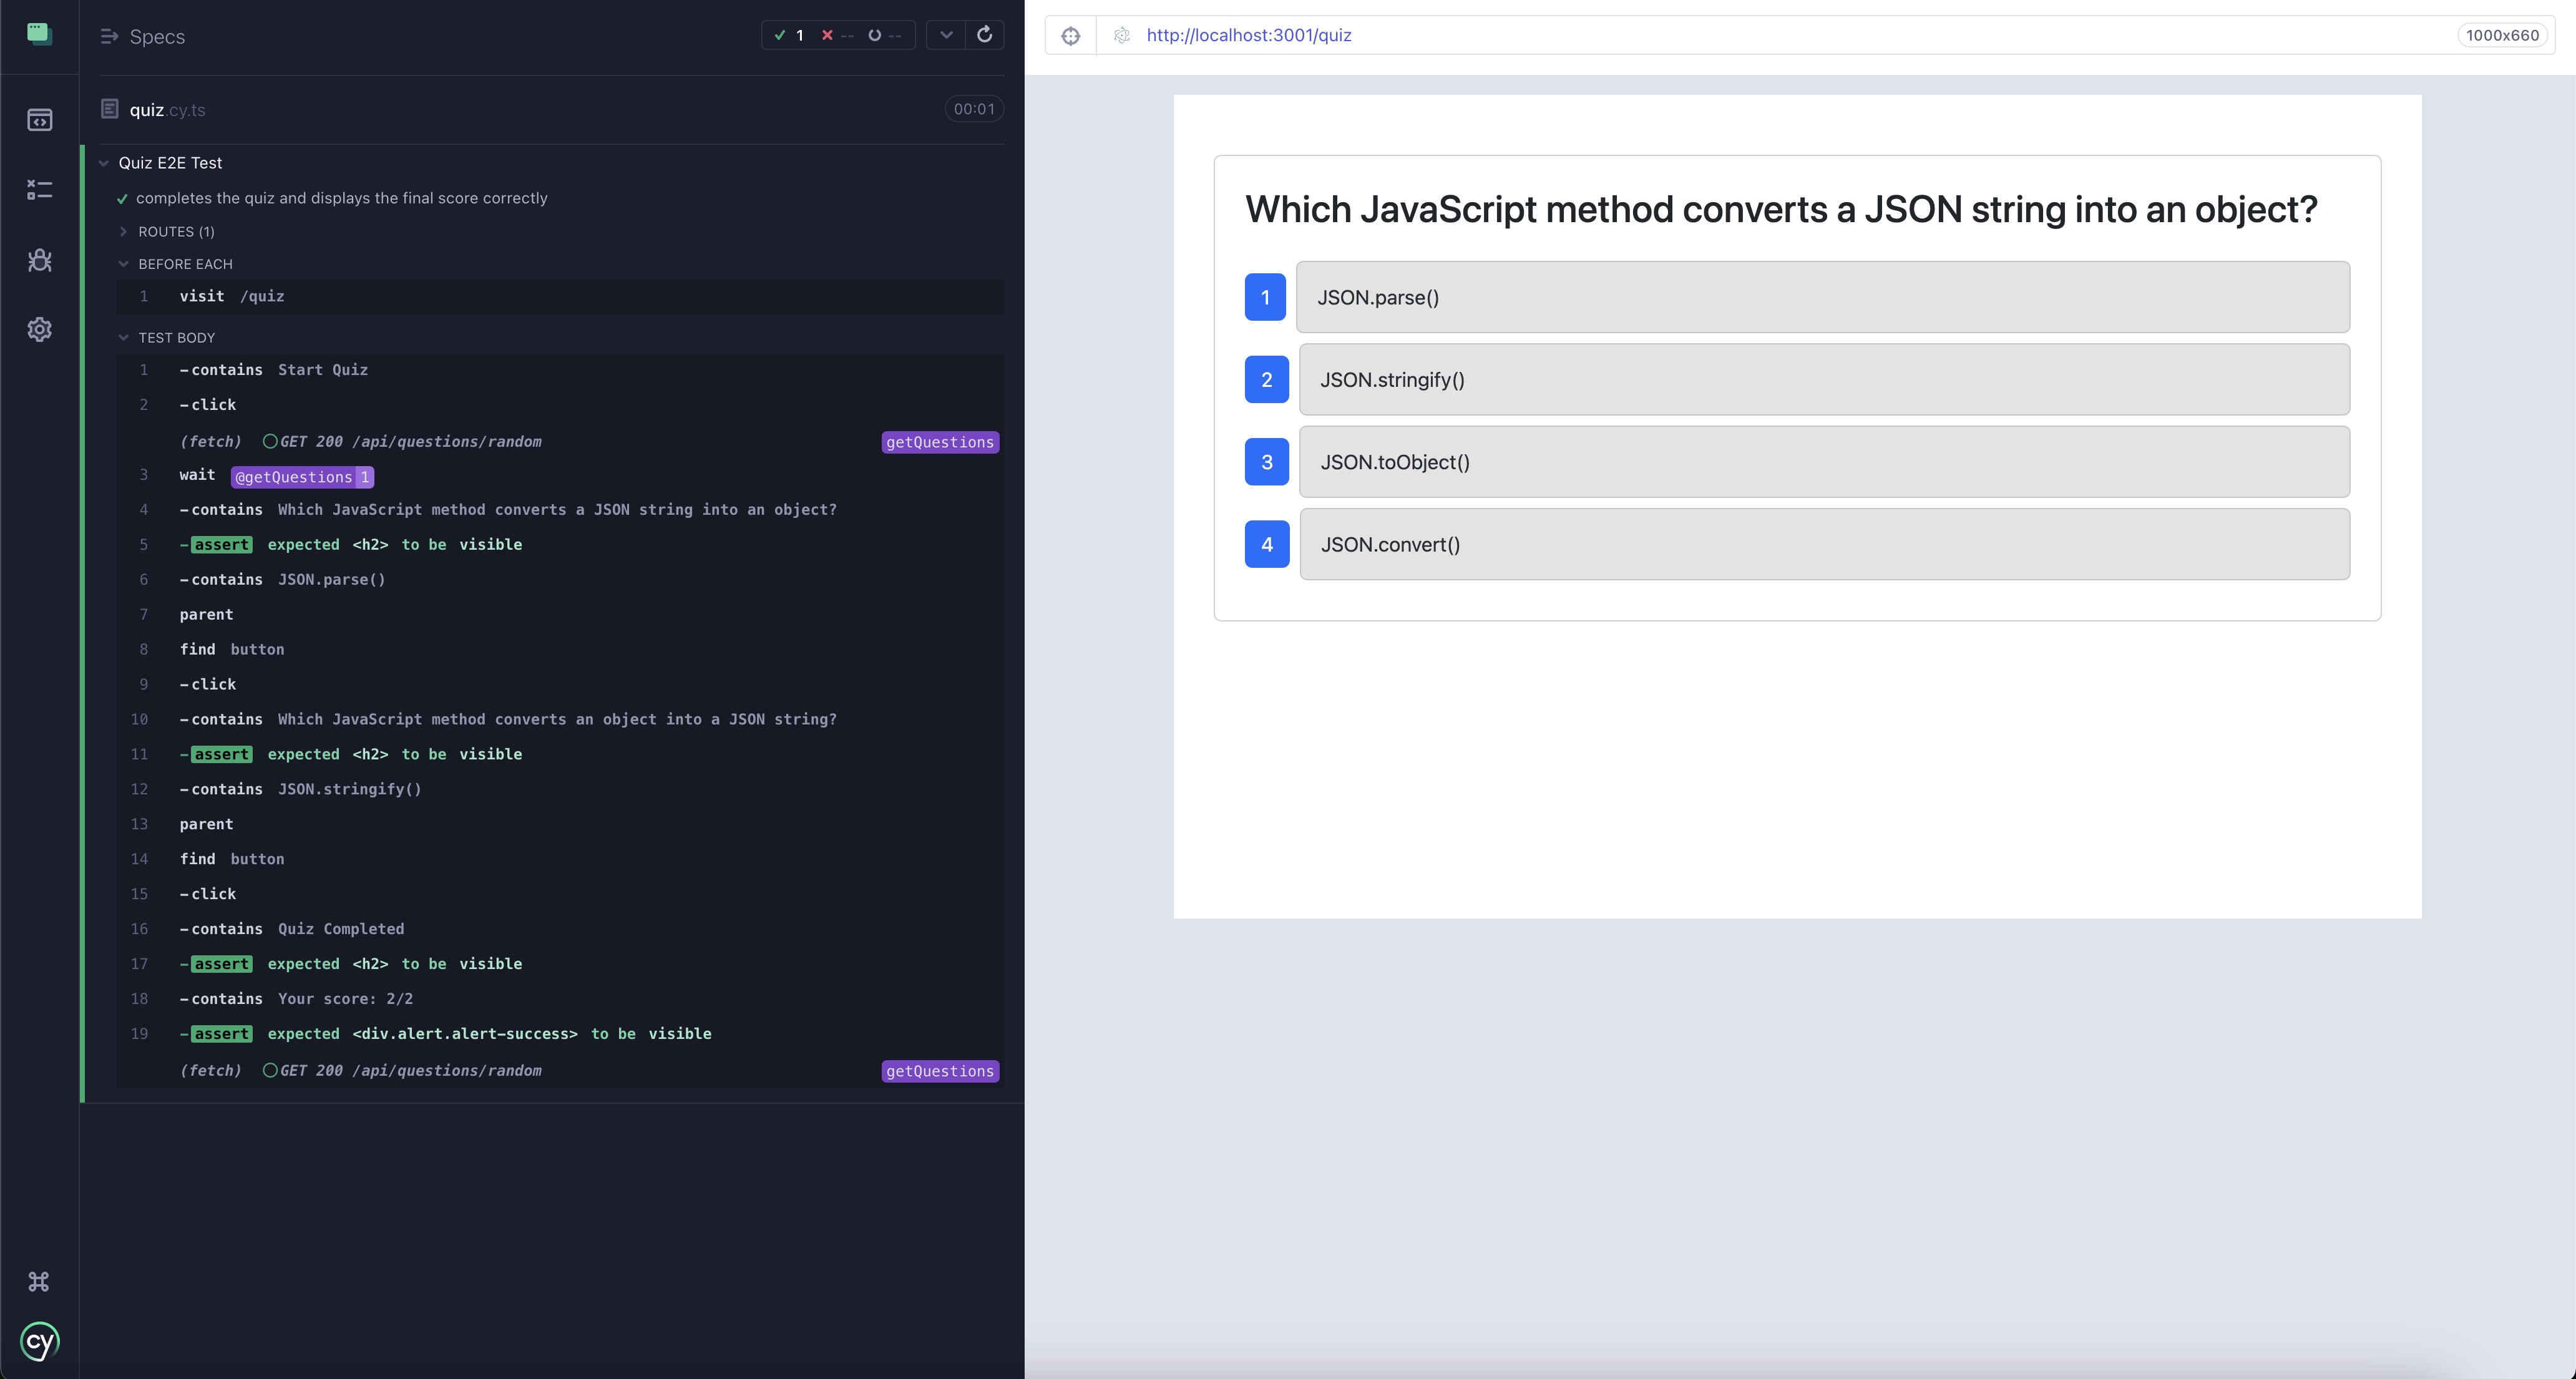 Specs
1 -- --
quiz.cy.ts 00:01
Quiz E2E Test
completes the quiz and displays the final score correctly
ROUTES (1)
BEFORE EACH
1 visit /quiz
TEST BODY
1 -contains Start Quiz
2 -click
(fetch) GET 200 /api/questions/random getQuestions
3 wait @getQuestions 1
4 -contains Which JavaScript method converts a JSON string into an object?
5 -assert expected <h2> to be visible
6 -contains JSON.parse()
7 parent
8 find button
9 -click
10 -contains Which JavaScript method converts an object into a JSON string?
11 -assert expected <h2> to be visible
12 -contains JSON.stringify()
13 parent
14 find button
15 -click
16 -contains Quiz Completed
17 -assert expected <h2> to be visible
18 -contains Your score: 2/2
19 -assert expected <div.alert.alert-success> to be visible
(fetch) GET 200 /api/questions/random getQuestions
cy
http://localhost:3001/quiz 1000x660
Which JavaScript method converts a JSON string into an object?
1 JSON.parse()
2 JSON.stringify()
3 JSON.toObject()
4 JSON.convert()